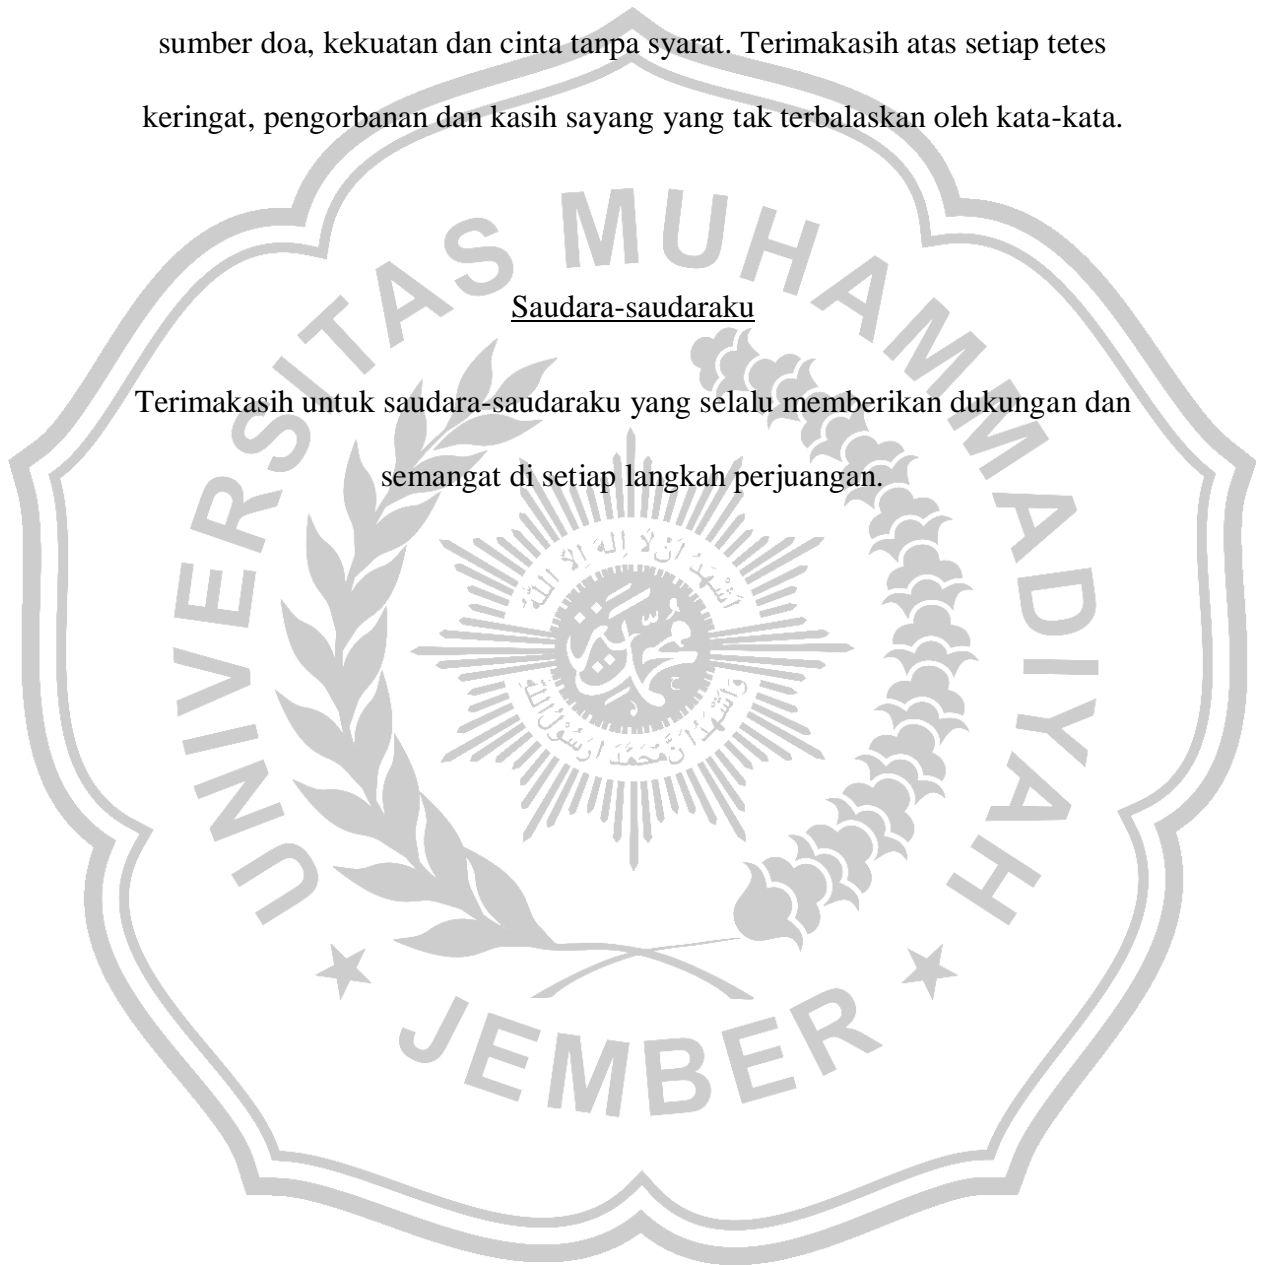 sumber doa, kekuatan dan cinta tanpa syarat. Terimakasih atas setiap tetes
keringat, pengorbanan dan kasih sayang yang tak terbalaskan oleh kata-kata.
Saudara-saudaraku
Terimakasih untuk saudara-saudaraku yang selalu memberikan dukungan dan
semangat di setiap langkah perjuangan.
UNIVERSITAS MUHAMMADIYAH
JEMBER